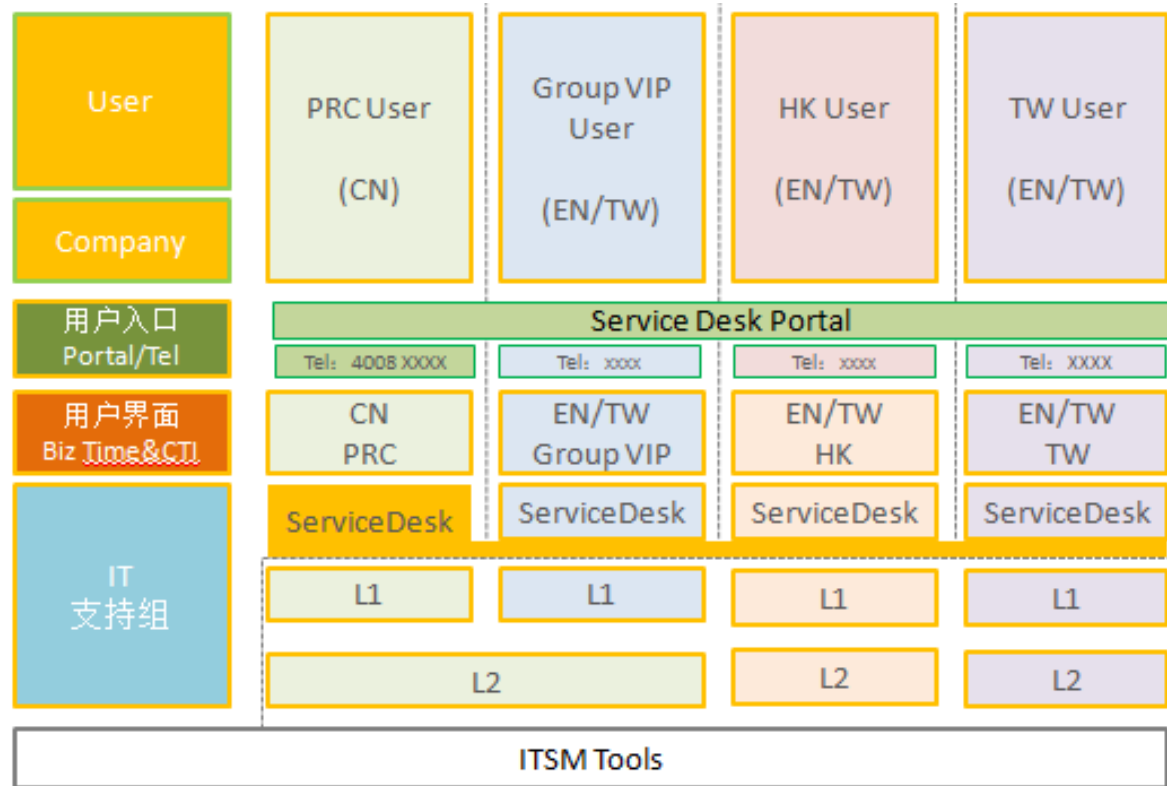 User
PRC User
(CN)
Group VIP
User
(EN/TW)
HK User
(EN/TW)
TW User
(EN/TW)
Company
用户入口
Portal/Tel
Service Desk Portal
Tel：4008 XXXX
Tel：xxxx
Tel：xxxx
Tel：XXXX
用户界面
Biz Time&CTI
CN
PRC
EN/TW
Group VIP
EN/TW
HK
EN/TW
TW
IT
支持组
ServiceDesk
ServiceDesk
ServiceDesk
ServiceDesk
L1
L1
L1
L1
L2
L2
L2
ITSM Tools